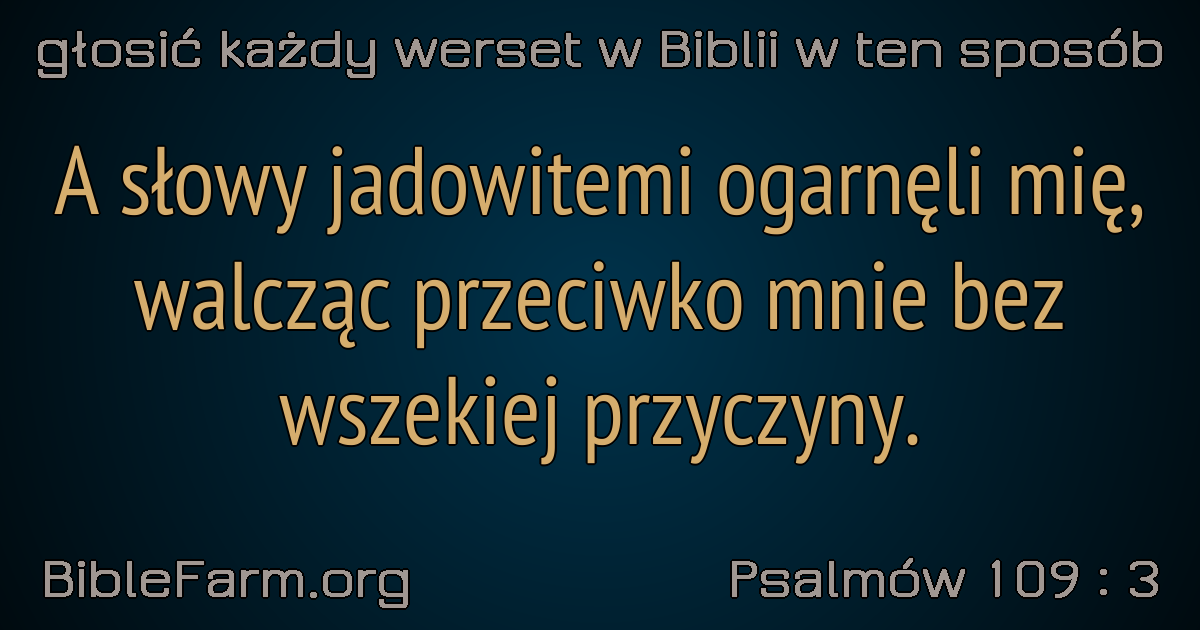 głosić każdy werset w Biblii w ten sposób
A słowy jadowitemi ogarnęli mię,
walcząc przeciwko mnie bez
wszekiej przyczyny.
BibleFarm.org
Psalmów 109 : 3